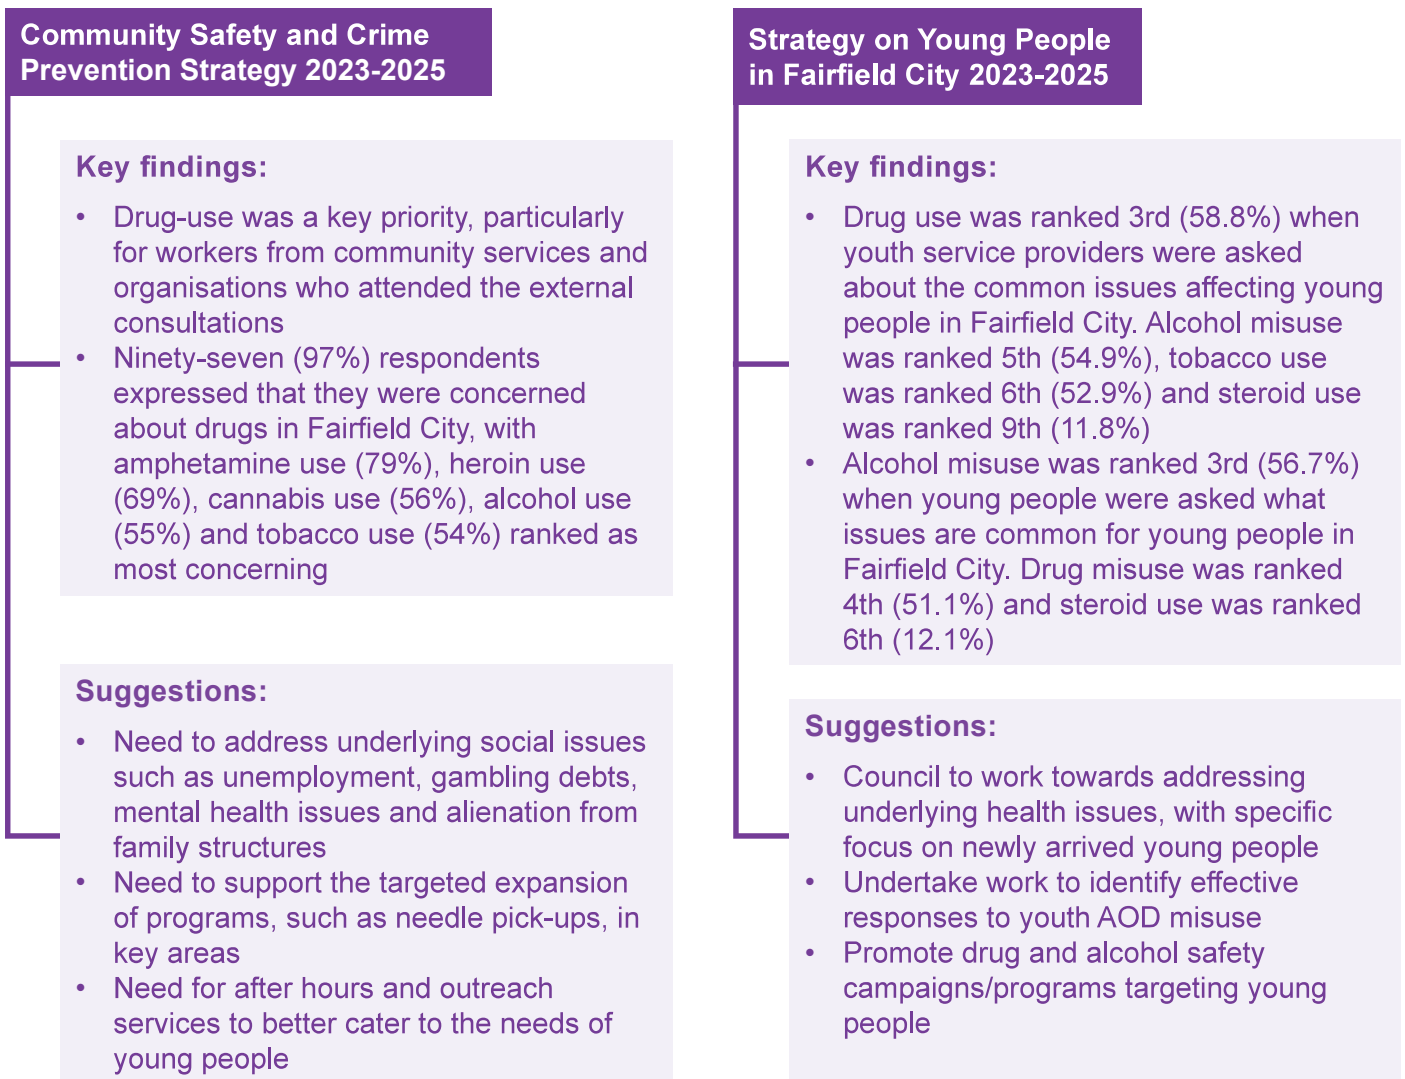 Community Safety and Crime
Prevention Strategy 2023-2025
Key findings:
• Drug-use was a key priority, particularly
for workers from community services and
organisations who attended the external
consultations
• Ninety-seven (97%) respondents
expressed that they were concerned
about drugs in Fairfield City, with
amphetamine use (79%), heroin use
(69%), cannabis use (56%), alcohol use
(55%) and tobacco use (54%) ranked as
most concerning
Suggestions:
• Need to address underlying social issues
such as unemployment, gambling debts,
mental health issues and alienation from
family structures
• Need to support the targeted expansion
of programs, such as needle pick-ups, in
key areas
• Need for after hours and outreach
services to better cater to the needs of
young people
Strategy on Young People
in Fairfield City 2023-2025
Key findings:
• Drug use was ranked 3rd (58.8%) when
youth service providers were asked
about the common issues affecting young
people in Fairfield City. Alcohol misuse
was ranked 5th (54.9%), tobacco use
was ranked 6th (52.9%) and steroid use
was ranked 9th (11.8%)
• Alcohol misuse was ranked 3rd (56.7%)
when young people were asked what
issues are common for young people in
Fairfield City. Drug misuse was ranked
4th (51.1%) and steroid use was ranked
6th (12.1%)
Suggestions:
• Council to work towards addressing
underlying health issues, with specific
focus on newly arrived young people
• Undertake work to identify effective
responses to youth AOD misuse
• Promote drug and alcohol safety
campaigns/programs targeting young
people